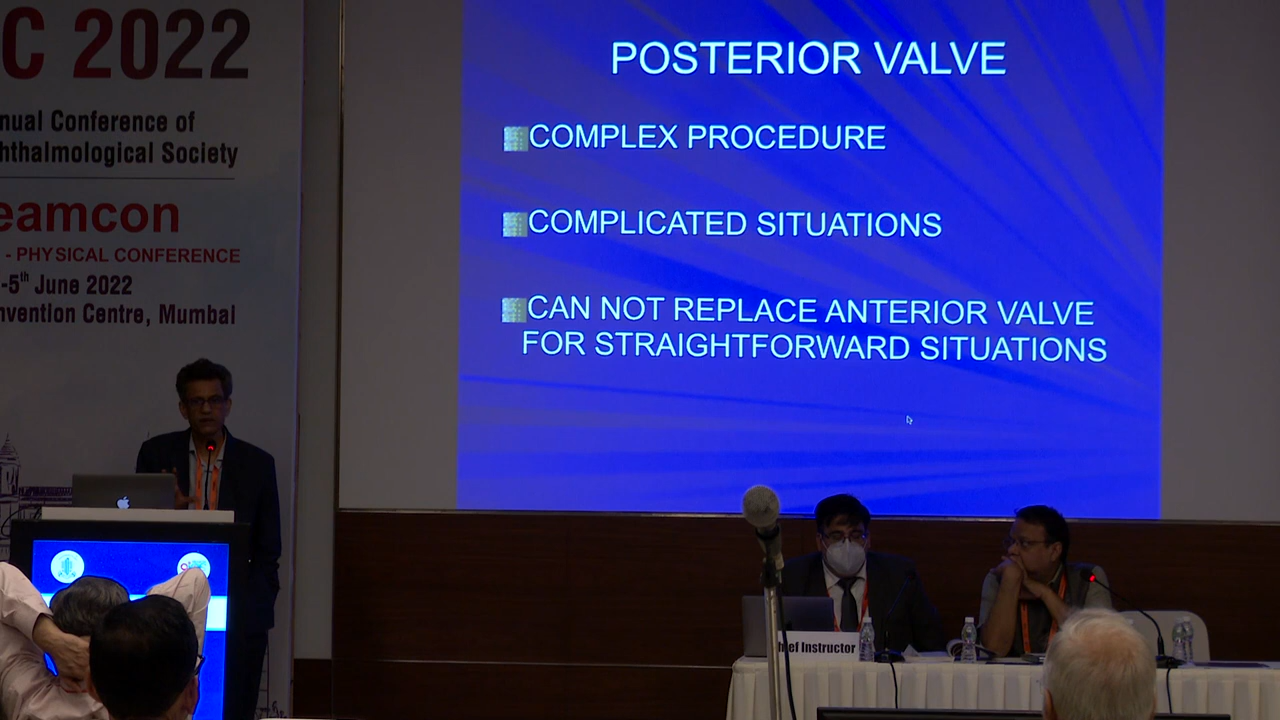 C 2022
nual Conference of
hthalmological Society
eamcon
- PHYSICAL CONFERENCE
-5th June 2022
nvention Centre, Mumbai
POSTERIOR VALVE
COMPLEX PROCEDURE
COMPLICATED SITUATIONS
CAN NOT REPLACE ANTERIOR VALVE
FOR STRAIGHTFORWARD SITUATIONS
hief Instructor